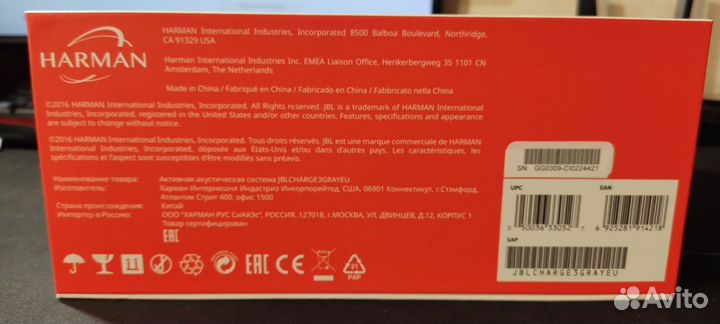 HARMAN
HARMAN International Industries, Incorporated 8500 Balboa Boulevard, Northridge,
CA 91329 USA
Harman International Industries Inc. EMEA Liaison Office, Herikerbergweg 35 1101 CN
Amsterdam, The Netherlands
Made in China / Fabriqué en China / Fabricado en China / Fabbricato nella China
©2016 HARMAN International Industries, Incorporated. All Rights reserved. JBL is a trademark of HARMAN International
Industries, Incorporated, registered in the United States and/or other countries. Features, specifications and appearance
are subject to change without notice.
©2016 HARMAN International Industries, Incorporated. Tous droits réservés. JBL est une marque commerciale de HARMAN
International Industries, Incorporated, déposée aux États-Unis et/ou dans d'autres pays. Les caractéristiques, les
spécifications et l'aspect sont susceptibles d'être modifiés sans préavis.
Наименование товара: Активная акустическая система JBLCHARGE3GRAYEU
Изготовитель: Харман Интернешнл Индастриз Инкорпорейтед, США, 06901 Коннектикут, г.Стэмфорд,
Атлантик Стрит 400, офис 1500
Страна происхождения: Китай
Импортер в Россию: ООО "ХАРМАН РУС СиАйЭс", РОССИЯ, 127018, г.МОСКВА, УЛ. ДВИНЦЕВ, Д.12, КОРПУС 1
Товар сертифицирован
EAC
EAC CE
21
PAP
SN: GG0309-CI0224421
UPC EAN
0 50036 33052 7
6 925281 914218
SAP
JBLCHARGE3GRAYEU
Avito